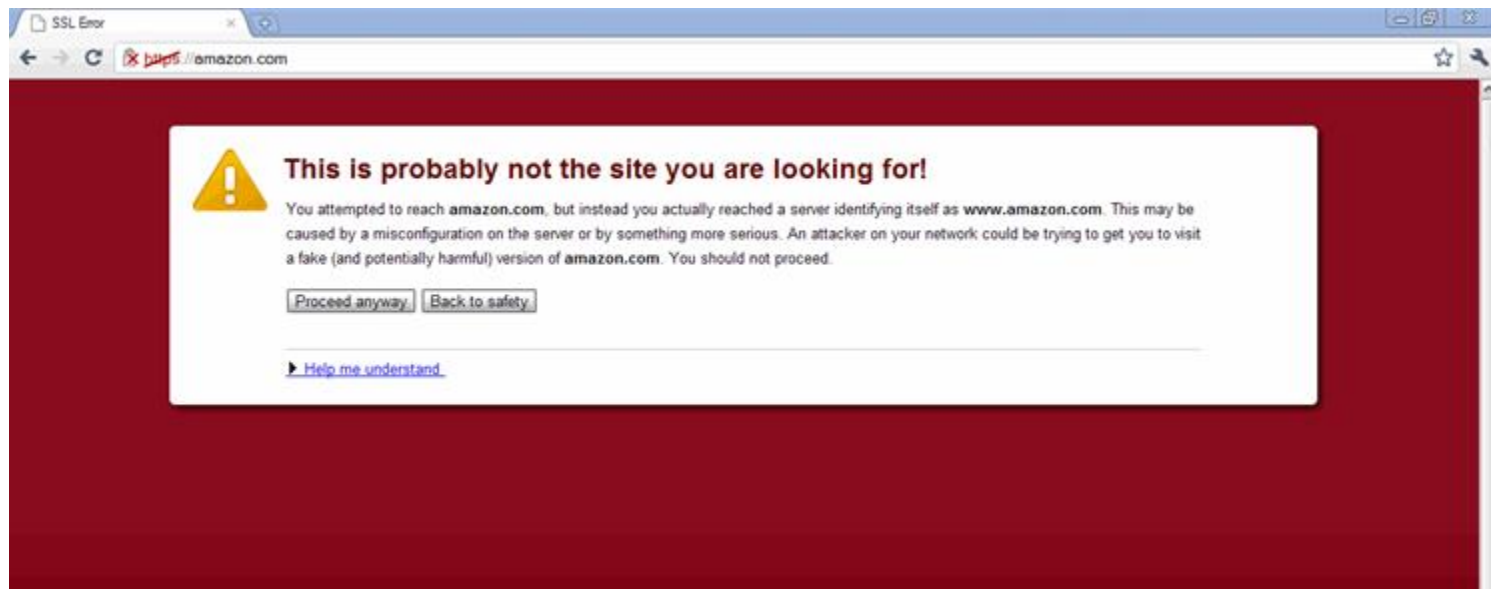 SSL Error
https://amazon.com
This is probably not the site you are looking for!
You attempted to reach amazon.com, but instead you actually reached a server identifying itself as www.amazon.com. This may be
caused by a misconfiguration on the server or by something more serious. An attacker on your network could be trying to get you to visit
a fake (and potentially harmful) version of amazon.com. You should not proceed.
Proceed anyway Back to safety
Help me understand